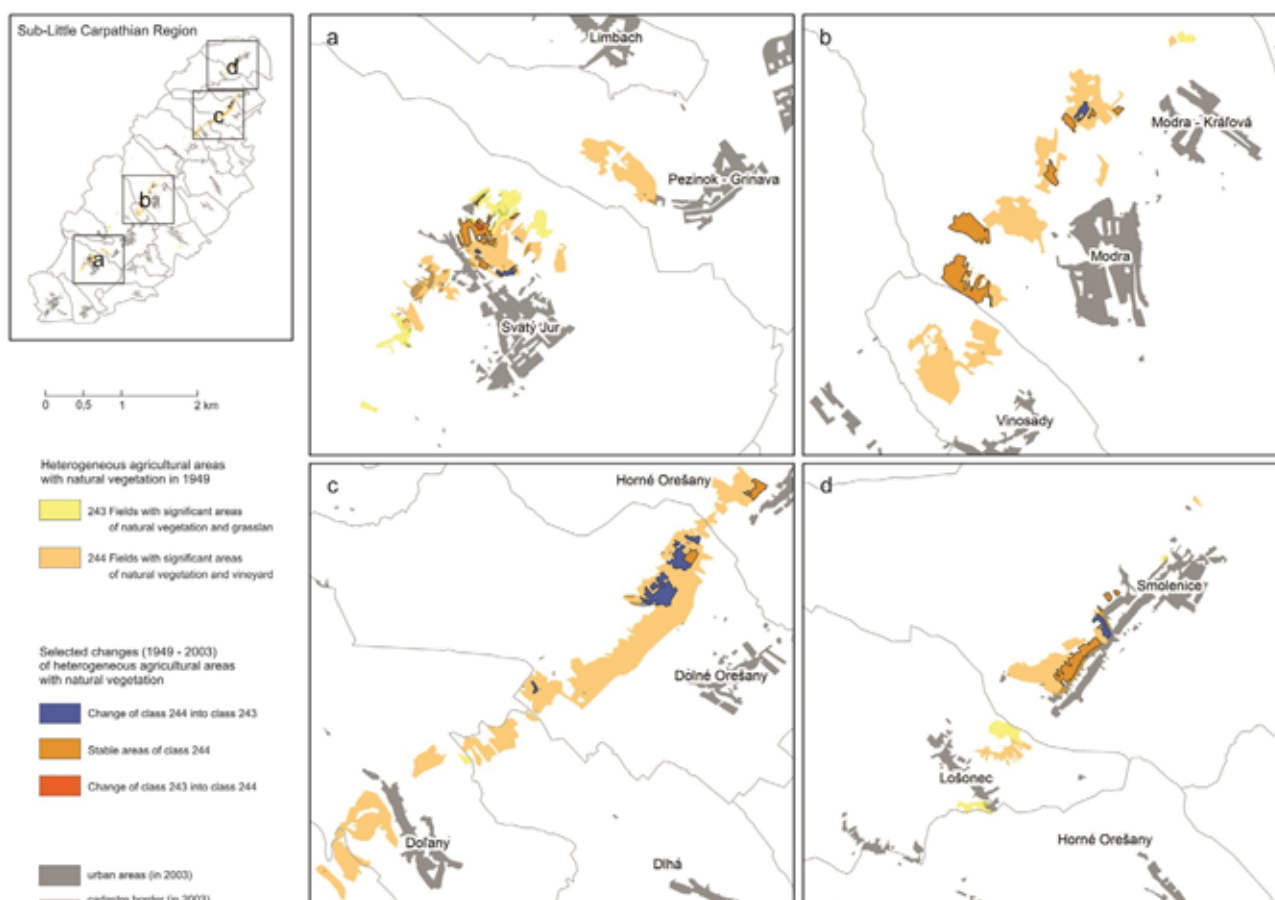 Sub-Little Carpathian Region
d
c
b
a
0 0,5 1 2 km
Heterogeneous agricultural areas
with natural vegetation in 1949
243 Fields with significant areas
of natural vegetation and grasslan
244 Fields with significant areas
of natural vegetation and vineyard
Selected changes (1949 - 2003)
of heterogeneous agricultural areas
with natural vegetation
Change of class 244 into class 243
Stable areas of class 244
Change of class 243 into class 244
urban areas (in 2003)
cadastre border (in 2003)
a
Limbach
Pezinok - Grinava
Svätý Jur
b
Modra - Kráľová
Modra
Vinosady
c
Horné Orešany
Dolné Orešany
Doľany
Dlhá
d
Smolenice
Lošonec
Horné Orešany